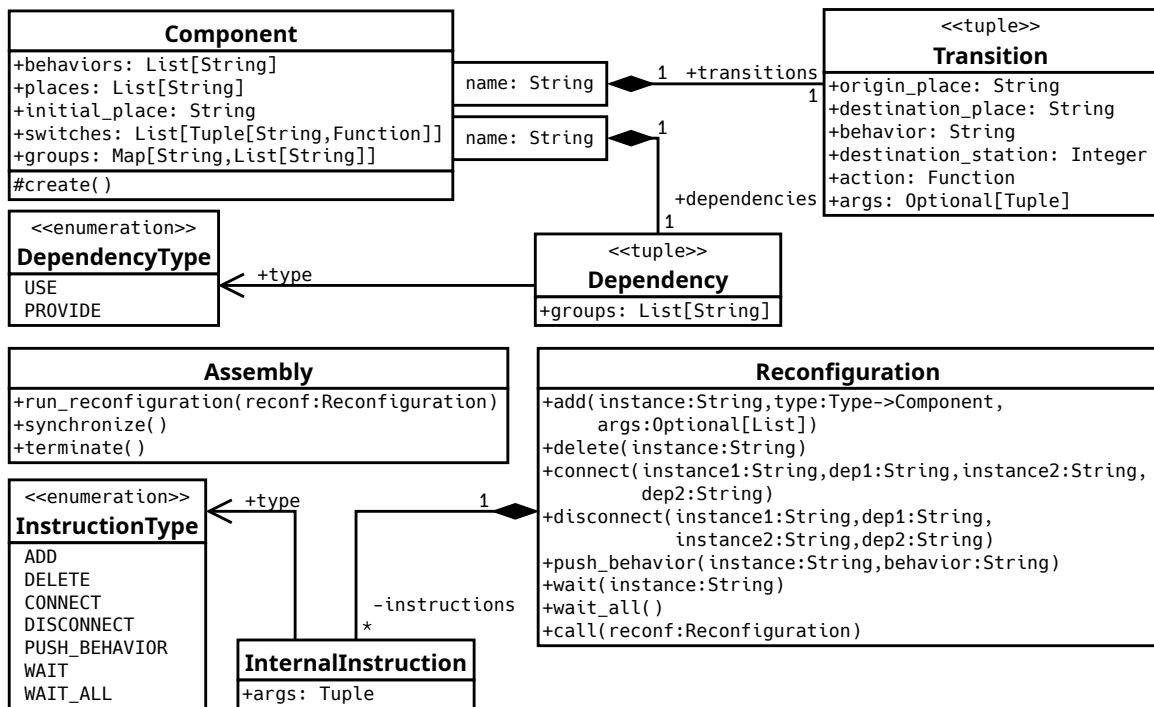 Component
+behaviors: List[String]
+places: List[String]
+initial_place: String
+switches: List[Tuple[String,Function]]
+groups: Map[String,List[String]]
#create()
name: String
1
+transitions
1
name: String
1
+dependencies
1
<<tuple>>
Transition
+origin_place: String
+destination_place: String
+behavior: String
+destination_station: Integer
+action: Function
+args: Optional[Tuple]
<<enumeration>>
DependencyType
USE
PROVIDE
+type
<<tuple>>
Dependency
+groups: List[String]
Assembly
+run_reconfiguration(reconf:Reconfiguration)
+synchronize()
+terminate()
Reconfiguration
+add(instance:String,type:Type->Component,
args:Optional[List])
+delete(instance:String)
+connect(instance1:String,dep1:String,instance2:String,
dep2:String)
+disconnect(instance1:String,dep1:String,
instance2:String,dep2:String)
+push_behavior(instance:String,behavior:String)
+wait(instance:String)
+wait_all()
+call(reconf:Reconfiguration)
<<enumeration>>
InstructionType
ADD
DELETE
CONNECT
DISCONNECT
PUSH_BEHAVIOR
WAIT
WAIT_ALL
+type
1
-instructions
*
InternalInstruction
+args: Tuple